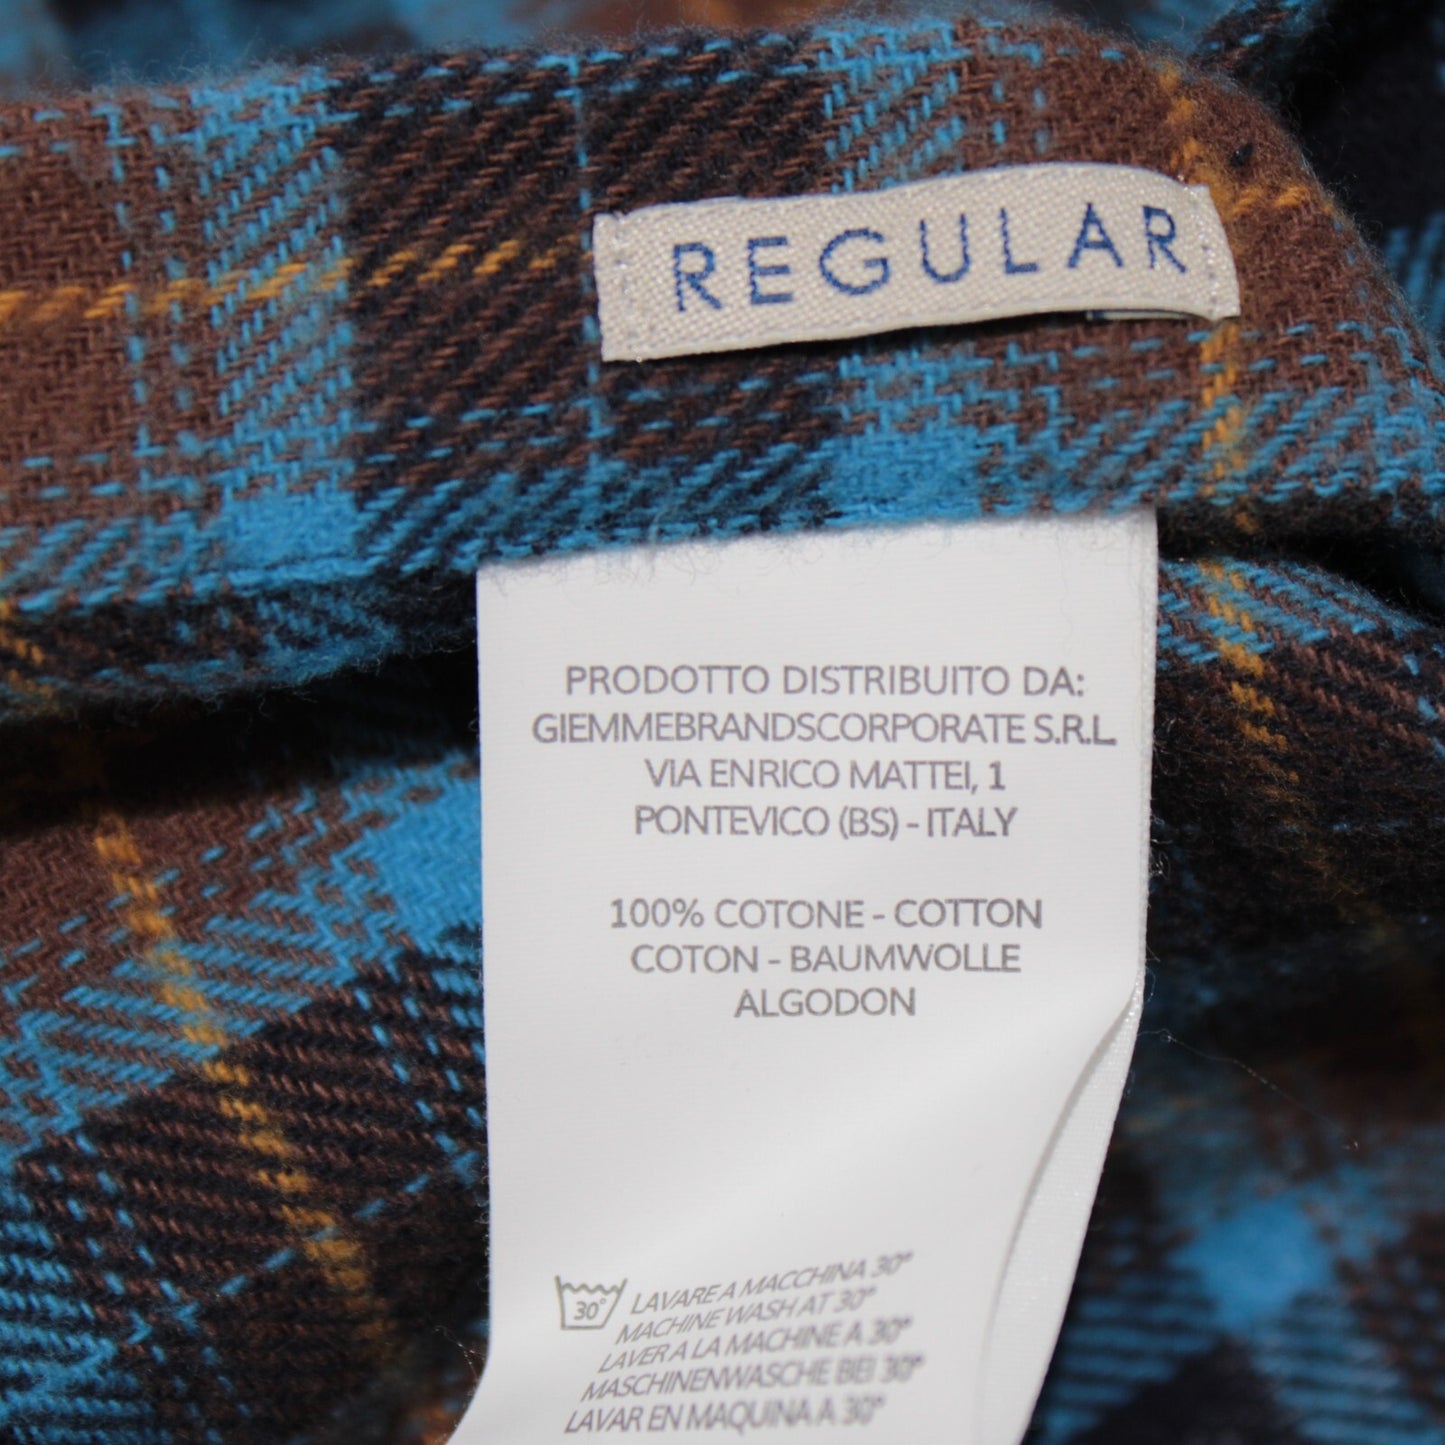 REGULAR
PRODOTTO DISTRIBUITO DA:
GIEMMEBRANDSCORPORATE S.R.L.
VIA ENRICO MATTEI, 1
PONTEVICO (BS) - ITALY
100% COTONE - COTTON
COTON - BAUMWOLLE
ALGODON
30° LAVARE A MACCHINA 30°
MACHINE WASH AT 30°
LAVER A LA MACHINE A 30°
MASCHINENWASCHE BEI 30°
LAVAR EN MAQUINA A 30°